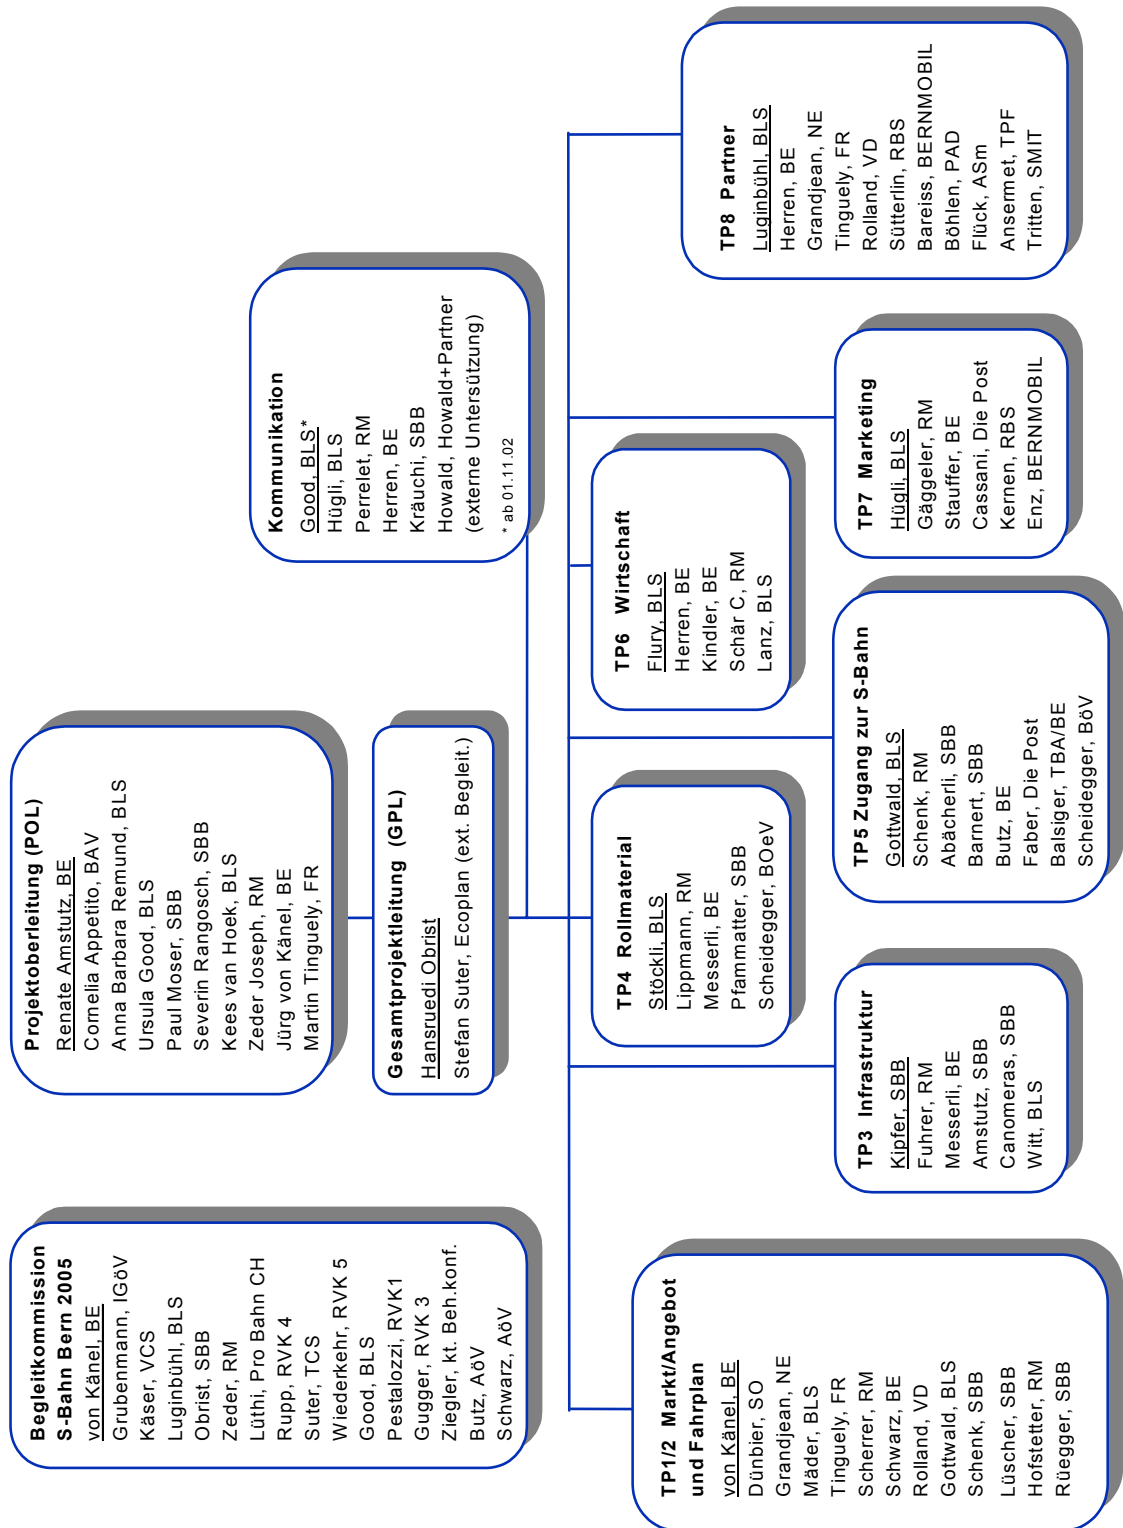 Begleitkommission
S-Bahn Bern 2005
von Känel, BE
Grubenmann, IGöV
Käser, VCS
Luginbühl, BLS
Obrist, SBB
Zeder, RM
Lüthi, Pro Bahn CH
Rupp, RVK 4
Suter, TCS
Wiederkehr, RVK 5
Good, BLS
Pestalozzi, RVK1
Gugger, RVK 3
Ziegler, kt. Beh.konf.
Butz, AöV
Schwarz, AöV
Projektoberleitung (POL)
Renate Amstutz, BE
Cornelia Appetito, BAV
Anna Barbara Remund, BLS
Ursula Good, BLS
Paul Moser, SBB
Severin Rangosch, SBB
Kees van Hoek, BLS
Zeder Joseph, RM
Jürg von Känel, BE
Martin Tinguely, FR
Gesamtprojektleitung (GPL)
Hansruedi Obrist
Stefan Suter, Ecoplan (ext. Begleit.)
Kommunikation
Good, BLS*
Hügli, BLS
Perrelet, RM
Herren, BE
Kräuchi, SBB
Howald, Howald+Partner
(externe Untersützung)
* ab 01.11.02
TP1/2 Markt/Angebot
und Fahrplan
von Känel, BE
Dünbier, SO
Grandjean, NE
Mäder, BLS
Tinguely, FR
Scherrer, RM
Schwarz, BE
Rolland, VD
Gottwald, BLS
Schenk, SBB
Lüscher, SBB
Hofstetter, RM
Rüegger, SBB
TP3 Infrastruktur
Kipfer, SBB
Fuhrer, RM
Messerli, BE
Amstutz, SBB
Canomeras, SBB
Witt, BLS
TP4 Rollmaterial
Stöckli, BLS
Lippmann, RM
Messerli, BE
Pfammatter, SBB
Scheidegger, BOeV
TP5 Zugang zur S-Bahn
Gottwald, BLS
Schenk, RM
Abächerli, SBB
Barnert, SBB
Butz, BE
Faber, Die Post
Balsiger, TBA/BE
Scheidegger, BöV
TP6 Wirtschaft
Flury, BLS
Herren, BE
Kindler, BE
Schär C, RM
Lanz, BLS
TP7 Marketing
Hügli, BLS
Gäggeler, RM
Stauffer, BE
Cassani, Die Post
Kernen, RBS
Enz, BERNMOBIL
TP8 Partner
Luginbühl, BLS
Herren, BE
Grandjean, NE
Tinguely, FR
Rolland, VD
Sütterlin, RBS
Bareiss, BERNMOBIL
Böhlen, PAD
Flück, ASm
Ansermet, TPF
Tritten, SMIT